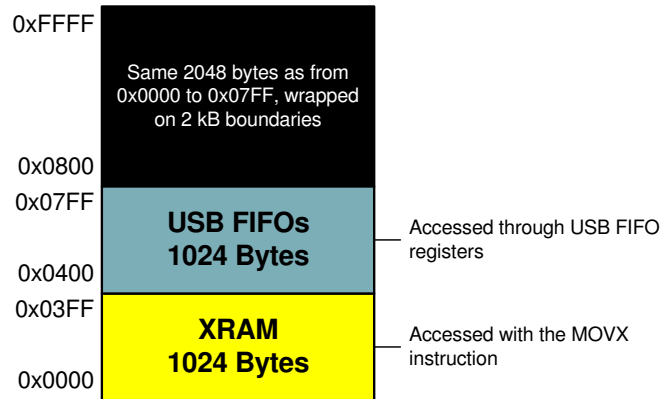 0xFFFF
Same 2048 bytes as from
0x0000 to 0x07FF, wrapped
on 2 kB boundaries
0x0800
0x07FF
USB FIFOs
1024 Bytes
Accessed through USB FIFO
registers
0x0400
0x03FF
XRAM
1024 Bytes
Accessed with the MOVX
instruction
0x0000